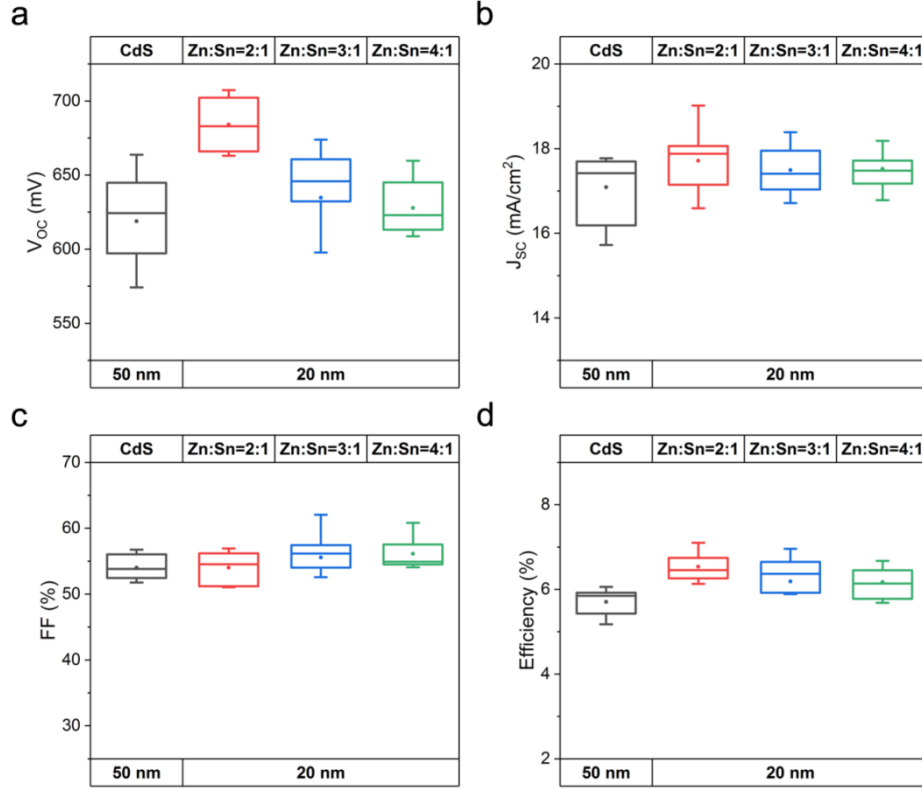 a
CdS Zn:Sn=2:1 Zn:Sn=3:1 Zn:Sn=4:1
700
650
600
550
V_OC (mV)
50 nm 20 nm
b
CdS Zn:Sn=2:1 Zn:Sn=3:1 Zn:Sn=4:1
20
18
16
14
J_SC (mA/cm²)
50 nm 20 nm
c
CdS Zn:Sn=2:1 Zn:Sn=3:1 Zn:Sn=4:1
70
60
50
40
30
FF (%)
50 nm 20 nm
d
CdS Zn:Sn=2:1 Zn:Sn=3:1 Zn:Sn=4:1
8
6
4
2
Efficiency (%)
50 nm 20 nm